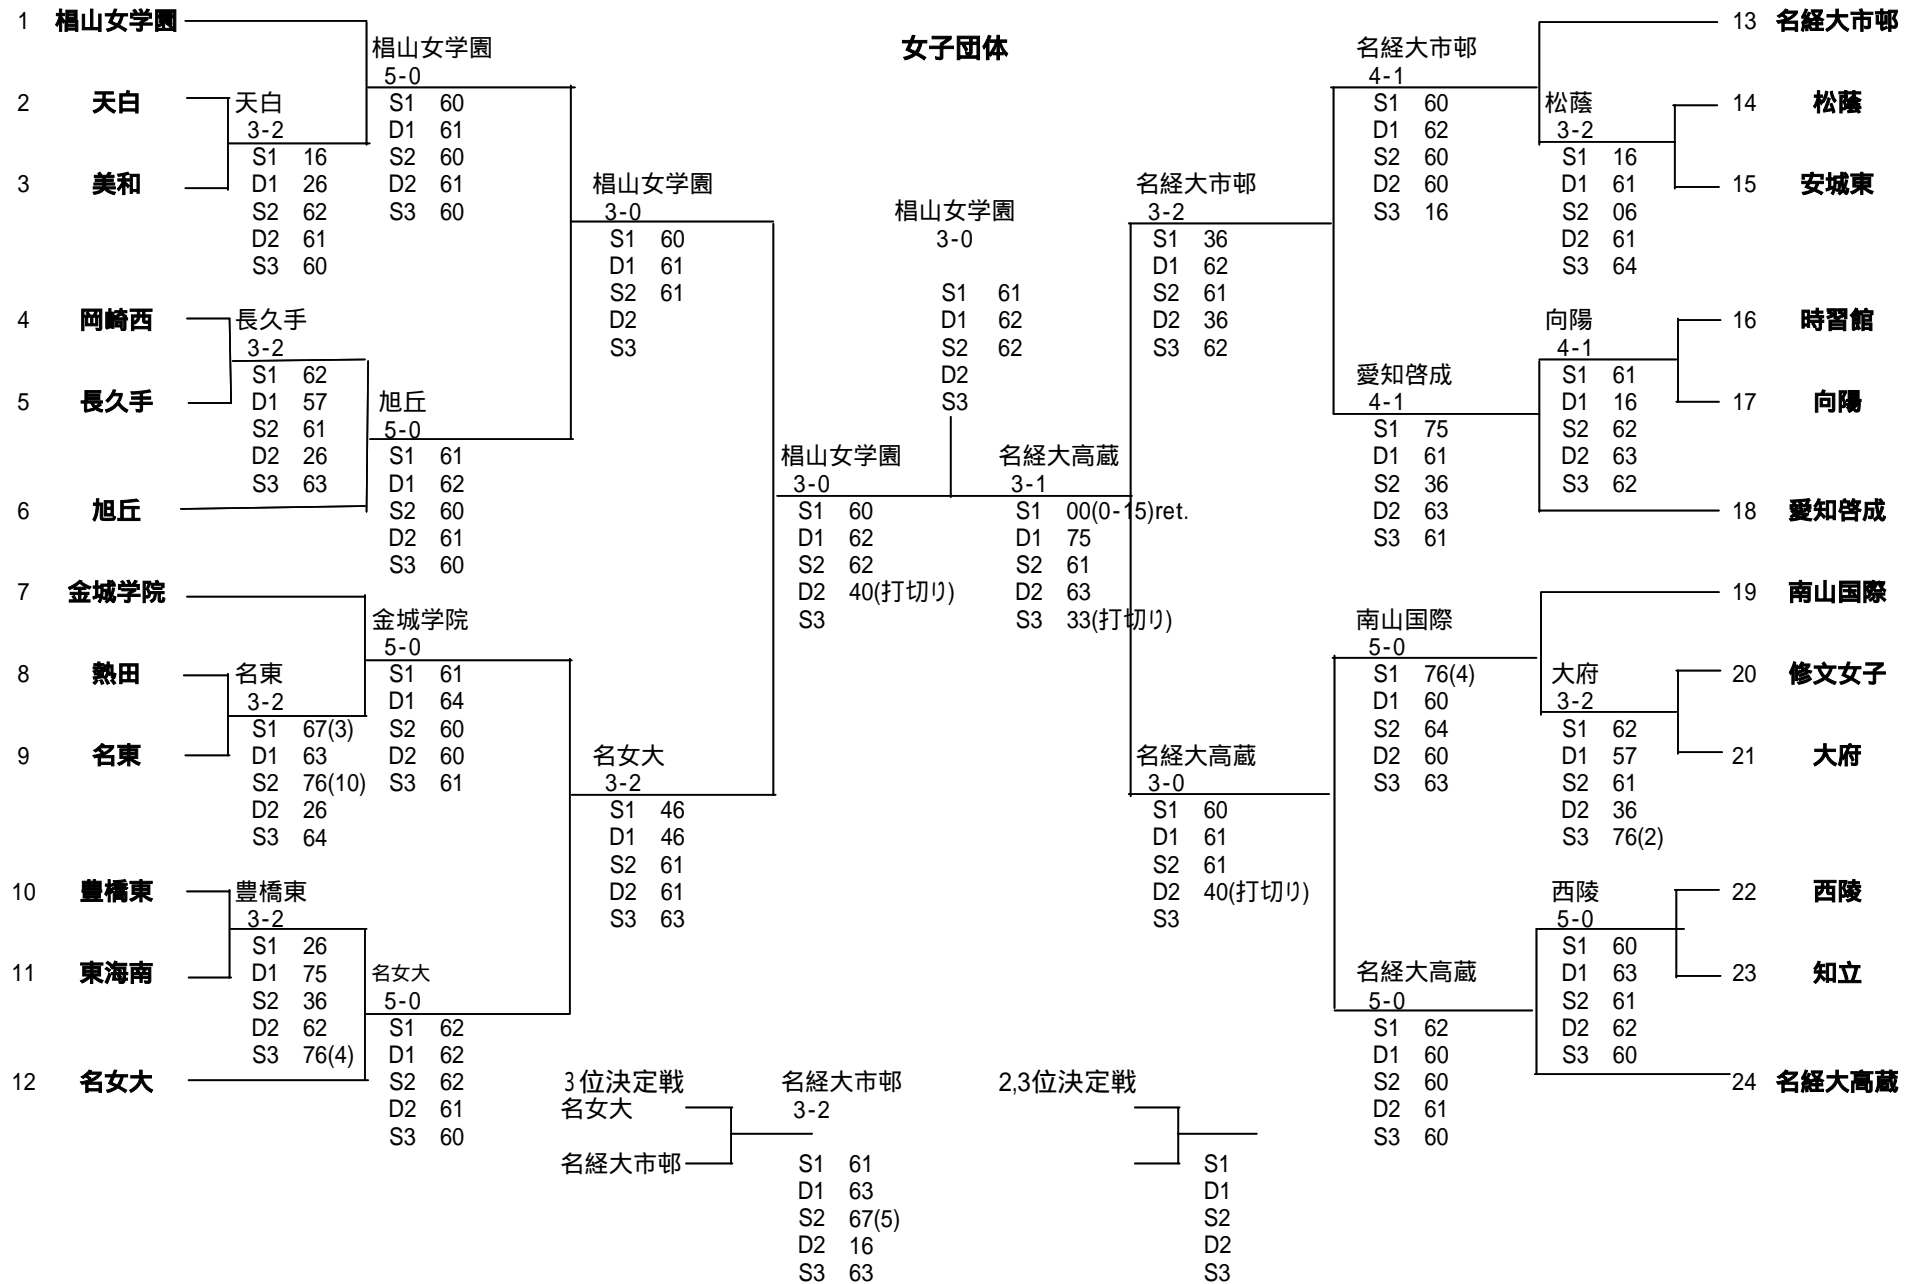 女子団体
1 椙山女学園
2 天白
3 美和
4 岡崎西
5 長久手
6 旭丘
7 金城学院
8 熱田
9 名東
10 豊橋東
11 東海南
12 名女大
天白
3-2
S1 16
D1 26
S2 62
D2 61
S3 60
長久手
3-2
S1 62
D1 57
S2 61
D2 26
S3 63
名東
3-2
S1 67(3)
D1 63
S2 76(10)
D2 26
S3 64
豊橋東
3-2
S1 26
D1 75
S2 36
D2 62
S3 76(4)
椙山女学園
5-0
S1 60
D1 61
S2 60
D2 61
S3 60
旭丘
5-0
S1 61
D1 62
S2 60
D2 61
S3 60
金城学院
5-0
S1 61
D1 64
S2 60
D2 60
S3 61
名女大
5-0
S1 62
D1 62
S2 62
D2 61
S3 60
椙山女学園
3-0
S1 60
D1 61
S2 61
D2
S3
名女大
3-2
S1 46
D1 46
S2 61
D2 61
S3 63
椙山女学園
3-0
S1 60
D1 62
S2 62
D2 40(打切り)
S3
椙山女学園
3-0
S1 61
D1 62
S2 62
D2
S3
名経大高蔵
3-1
S1 00(0-15)ret.
D1 75
S2 61
D2 63
S3 33(打切り)
名経大市邨
3-2
S1 36
D1 62
S2 61
D2 36
S3 62
名経大高蔵
3-0
S1 60
D1 61
S2 61
D2 40(打切り)
S3
名経大市邨
4-1
S1 60
D1 62
S2 60
D2 60
S3 16
愛知啓成
4-1
S1 75
D1 61
S2 36
D2 63
S3 61
南山国際
5-0
S1 76(4)
D1 60
S2 64
D2 60
S3 63
名経大高蔵
5-0
S1 62
D1 60
S2 60
D2 61
S3 60
松蔭
3-2
S1 16
D1 61
S2 06
D2 61
S3 64
向陽
4-1
S1 61
D1 16
S2 62
D2 63
S3 62
大府
3-2
S1 62
D1 57
S2 61
D2 36
S3 76(2)
西陵
5-0
S1 60
D1 63
S2 61
D2 62
S3 60
13 名経大市邨
14 松蔭
15 安城東
16 時習館
17 向陽
18 愛知啓成
19 南山国際
20 修文女子
21 大府
22 西陵
23 知立
24 名経大高蔵
3位決定戦
名女大
名経大市邨
名経大市邨
3-2
S1 61
D1 63
S2 67(5)
D2 16
S3 63
2,3位決定戦
S1
D1
S2
D2
S3